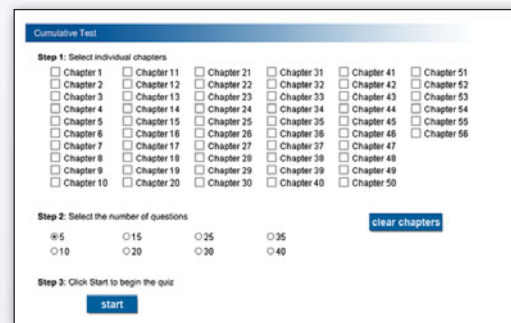 Cumulative Test
Step 1: Select individual chapters
Chapter 1 Chapter 11 Chapter 21 Chapter 31 Chapter 41 Chapter 51
Chapter 2 Chapter 12 Chapter 22 Chapter 32 Chapter 42 Chapter 52
Chapter 3 Chapter 13 Chapter 23 Chapter 33 Chapter 43 Chapter 53
Chapter 4 Chapter 14 Chapter 24 Chapter 34 Chapter 44 Chapter 54
Chapter 5 Chapter 15 Chapter 25 Chapter 35 Chapter 45 Chapter 55
Chapter 6 Chapter 16 Chapter 26 Chapter 36 Chapter 46 Chapter 56
Chapter 7 Chapter 17 Chapter 27 Chapter 37 Chapter 47
Chapter 8 Chapter 18 Chapter 28 Chapter 38 Chapter 48
Chapter 9 Chapter 19 Chapter 29 Chapter 39 Chapter 49
Chapter 10 Chapter 20 Chapter 30 Chapter 40 Chapter 50
Step 2: Select the number of questions
clear chapters
5 15 25 35
10 20 30 40
Step 3: Click Start to begin the quiz
start